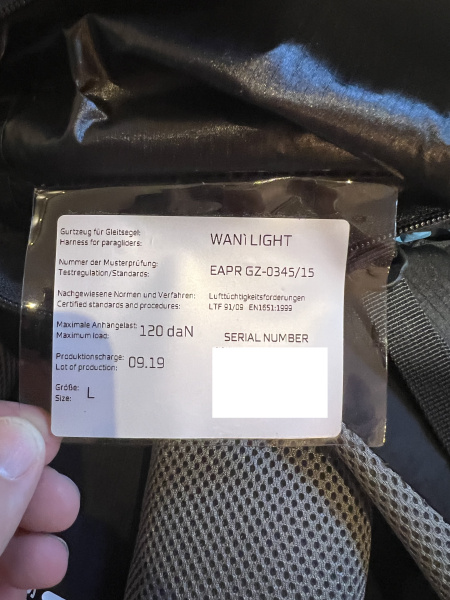 Gurtzeug für Gleitsegel:
Harness for paragliders:
WANI LIGHT
Nummer der Musterprüfung:
Testregulation/Standards:
EAPR GZ-0345/15
Nachgewiesene Normen und Verfahren:
Certified standards and procedures:
Lufttüchtigkeitsforderungen
LTF 91/09 EN1651:1999
Maximale Anhängelast:
Maximum load:
120 daN
SERIAL NUMBER
Produktionscharge:
Lot of production:
09.19
Größe:
Size:
L